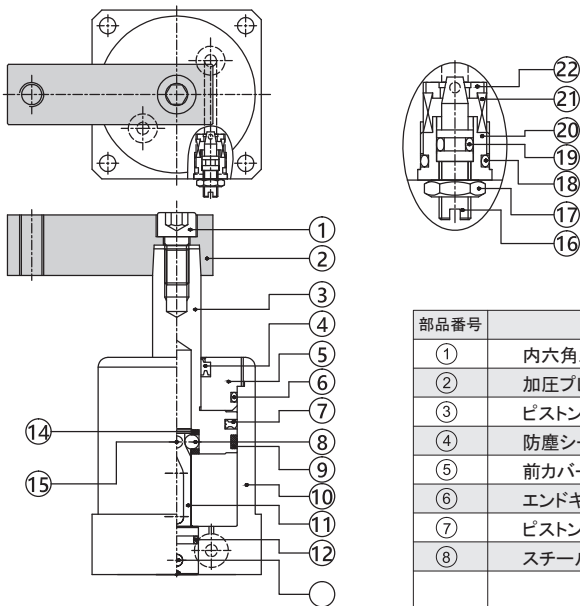 ㉒
㉑
⑳
⑲
⑱
⑰
⑯
①
②
③
④
⑤
⑥
⑦
⑧
⑨
⑩
⑪
⑫
⑭
⑮
部品番号
① 内六角
② 加圧プ
③ ピストン
④ 防塵シー
⑤ 前カバー
⑥ エンドキ
⑦ ピストン
⑧ スチール